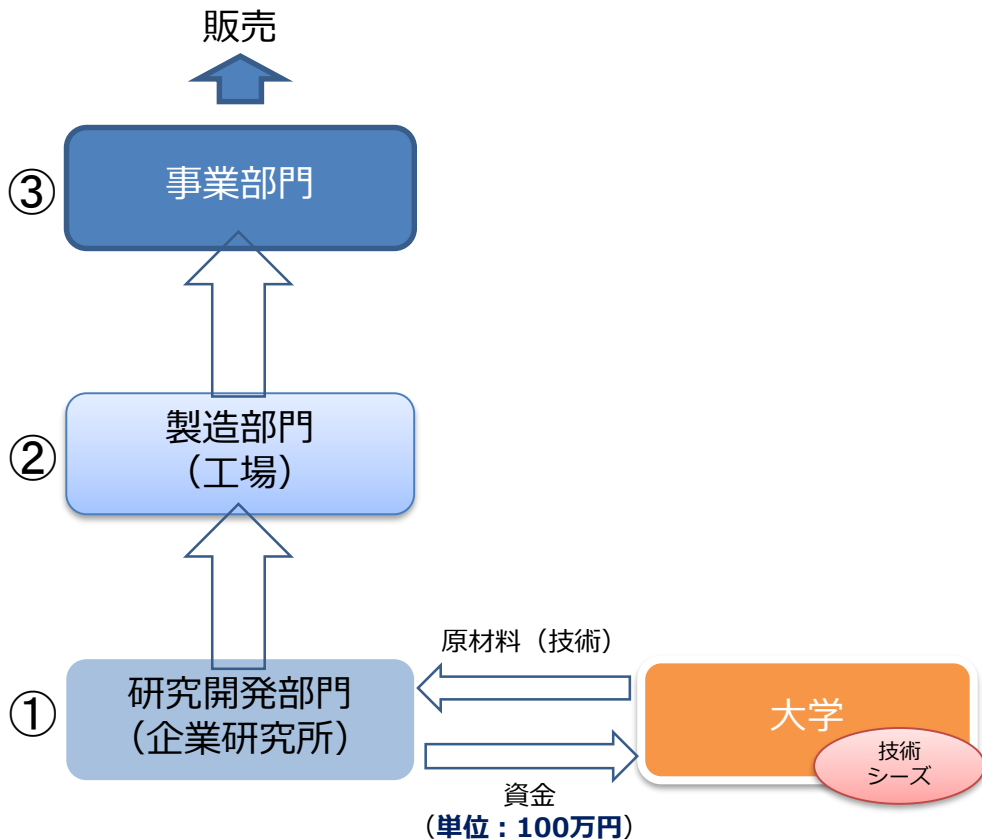 販売
③
事業部門
②
製造部門
（工場）
①
研究開発部門
（企業研究所）
原材料（技術）
大学
技術
シーズ
資金
（単位：100万円）